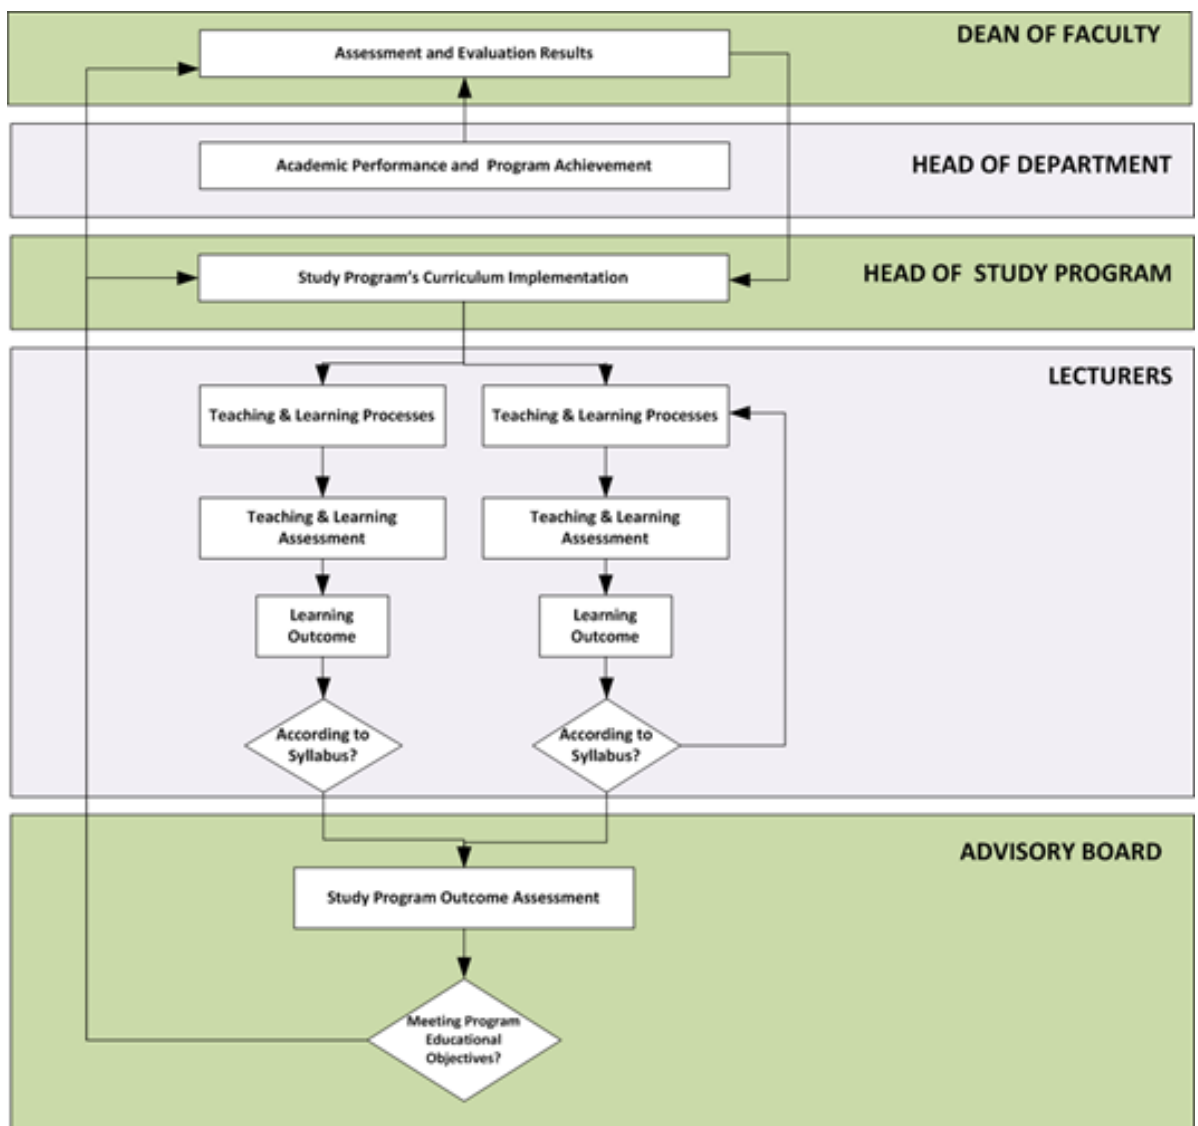 DEAN OF FACULTY
Assessment and Evaluation Results
HEAD OF DEPARTMENT
Academic Performance and Program Achievement
HEAD OF STUDY PROGRAM
Study Program's Curriculum Implementation
LECTURERS
Teaching & Learning Processes
Teaching & Learning Processes
Teaching & Learning
Assessment
Teaching & Learning
Assessment
Learning
Outcome
Learning
Outcome
According to
Syllabus?
According to
Syllabus?
ADVISORY BOARD
Study Program Outcome Assessment
Meeting Program
Educational
Objectives?